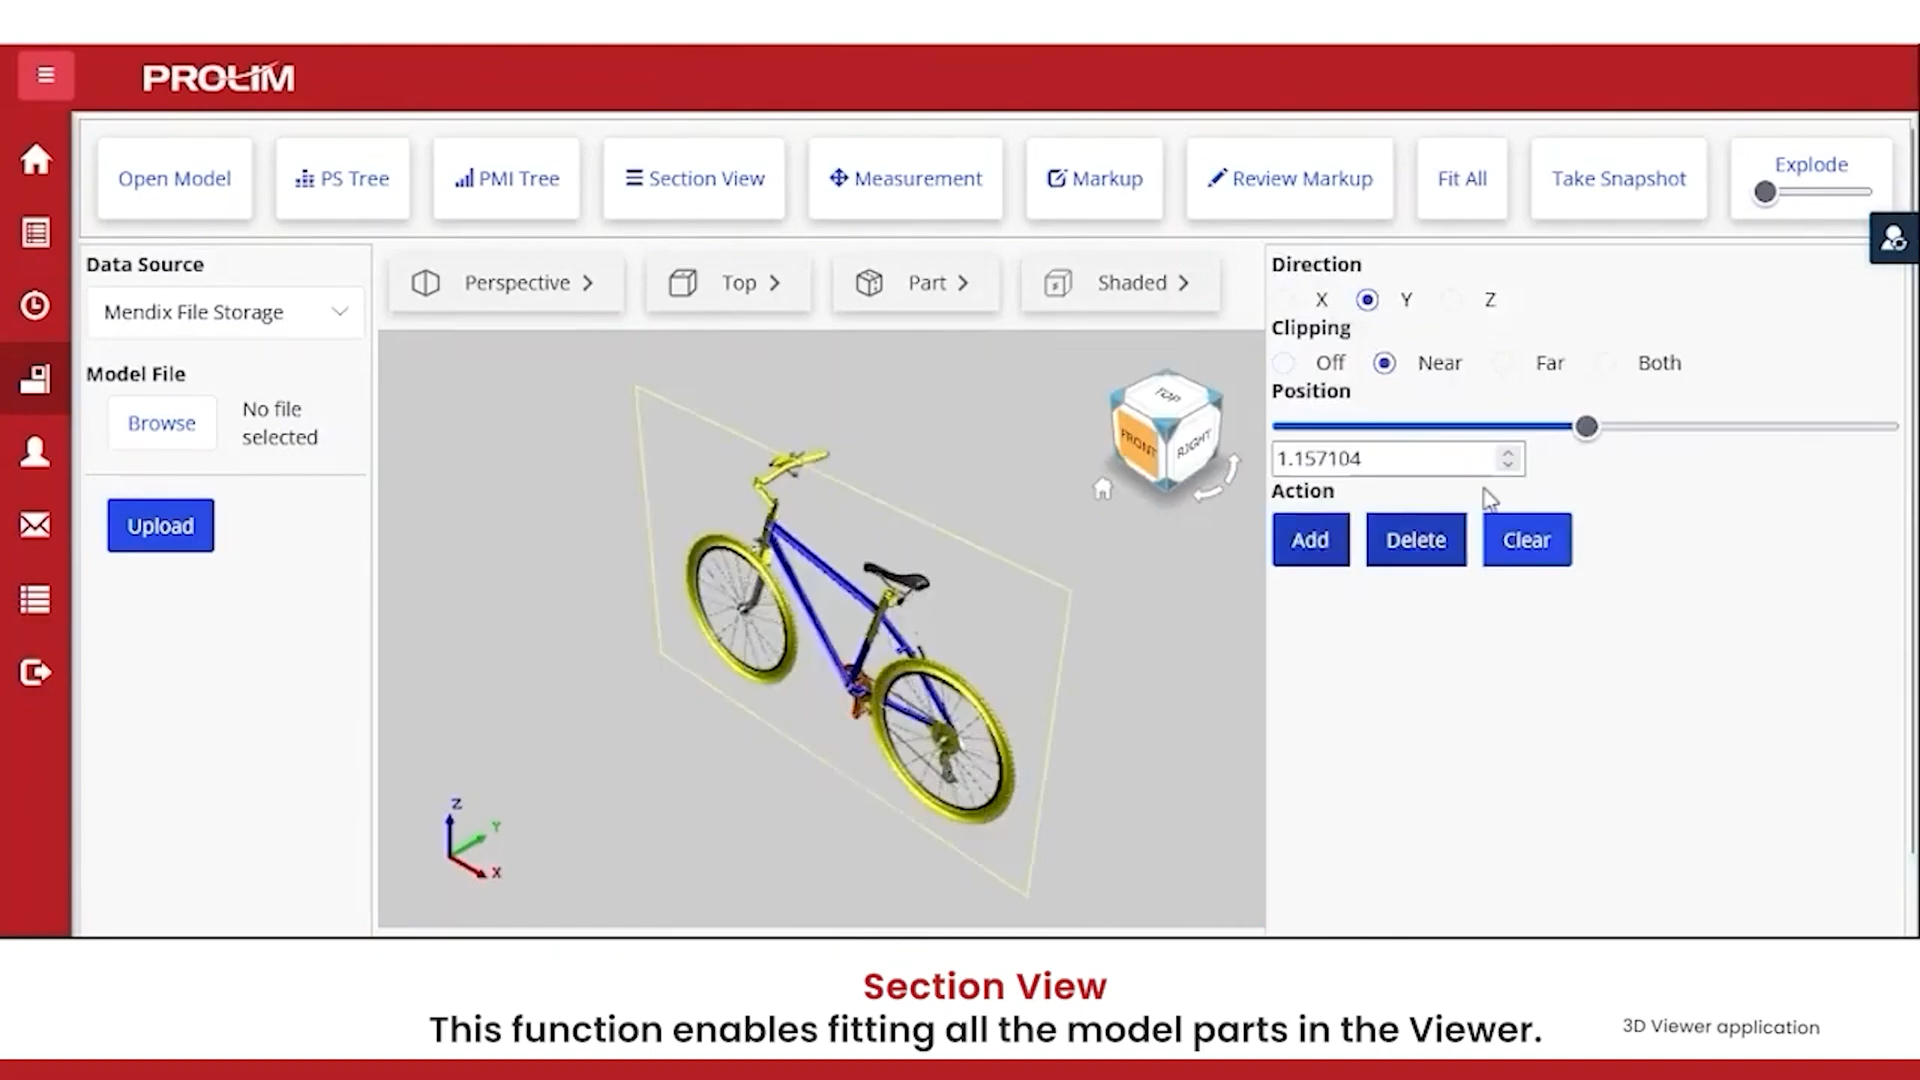 PROLIM
Open Model
PS Tree
PMI Tree
Section View
Measurement
Markup
Review Markup
Fit All
Take Snapshot
Explode
Data Source
Mendix File Storage
Model File
Browse
No file
selected
Upload
Perspective
Top
Part
Shaded
TOP
FRONT
RIGHT
Z
Y
X
Direction
X Y Z
Clipping
Off Near Far Both
Position
1.157104
Action
Add Delete Clear
Section View
This function enables fitting all the model parts in the Viewer.
3D Viewer application